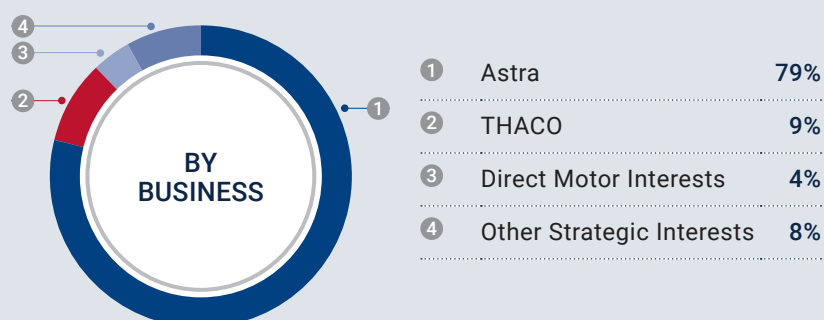 4
3
2
1
BY
BUSINESS
1 Astra 79%
2 THACO 9%
3 Direct Motor Interests 4%
4 Other Strategic Interests 8%